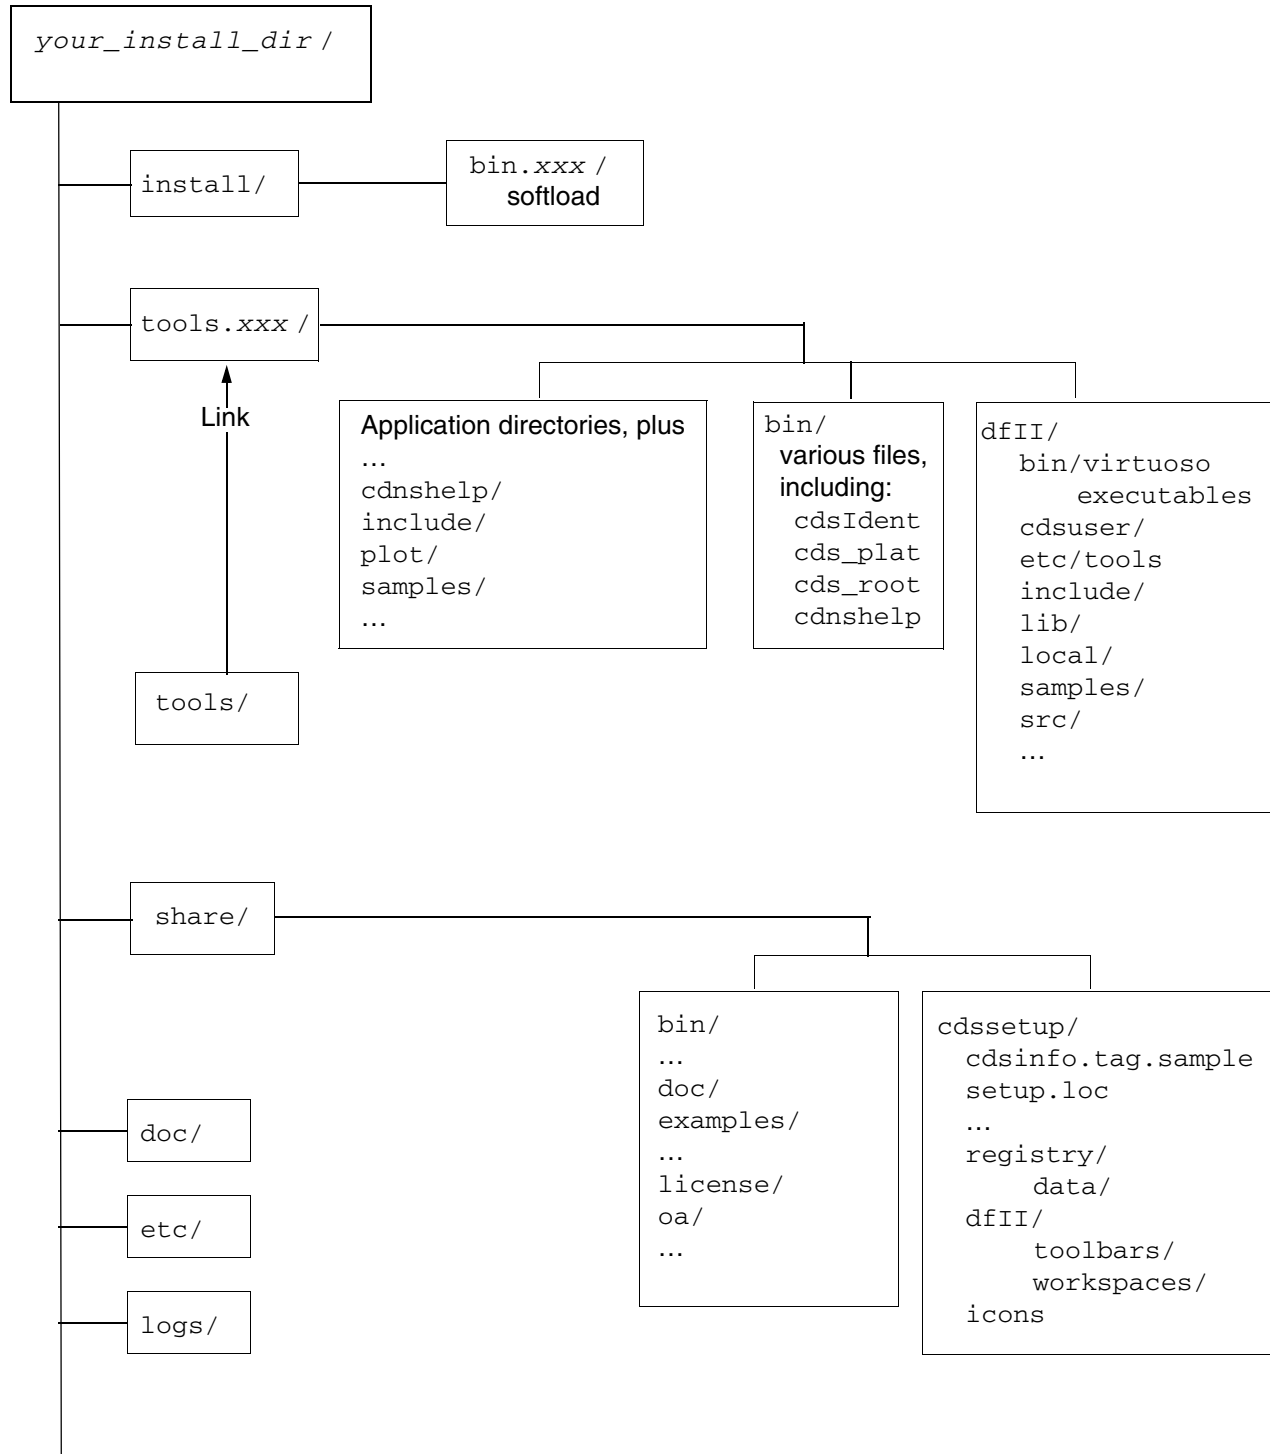 your_install_dir /
install/
bin.xxx /
softload
tools.xxx /
Link
tools/
Application directories, plus
...
cdnshelp/
include/
plot/
samples/
...
bin/
various files,
including:
cdsIdent
cds_plat
cds_root
cdnshelp
dfII/
bin/virtuoso
executables
cdsuser/
etc/tools
include/
lib/
local/
samples/
src/
...
share/
bin/
...
doc/
examples/
...
license/
oa/
...
cdssetup/
cdsinfo.tag.sample
setup.loc
...
registry/
data/
dfII/
toolbars/
workspaces/
icons
doc/
etc/
logs/